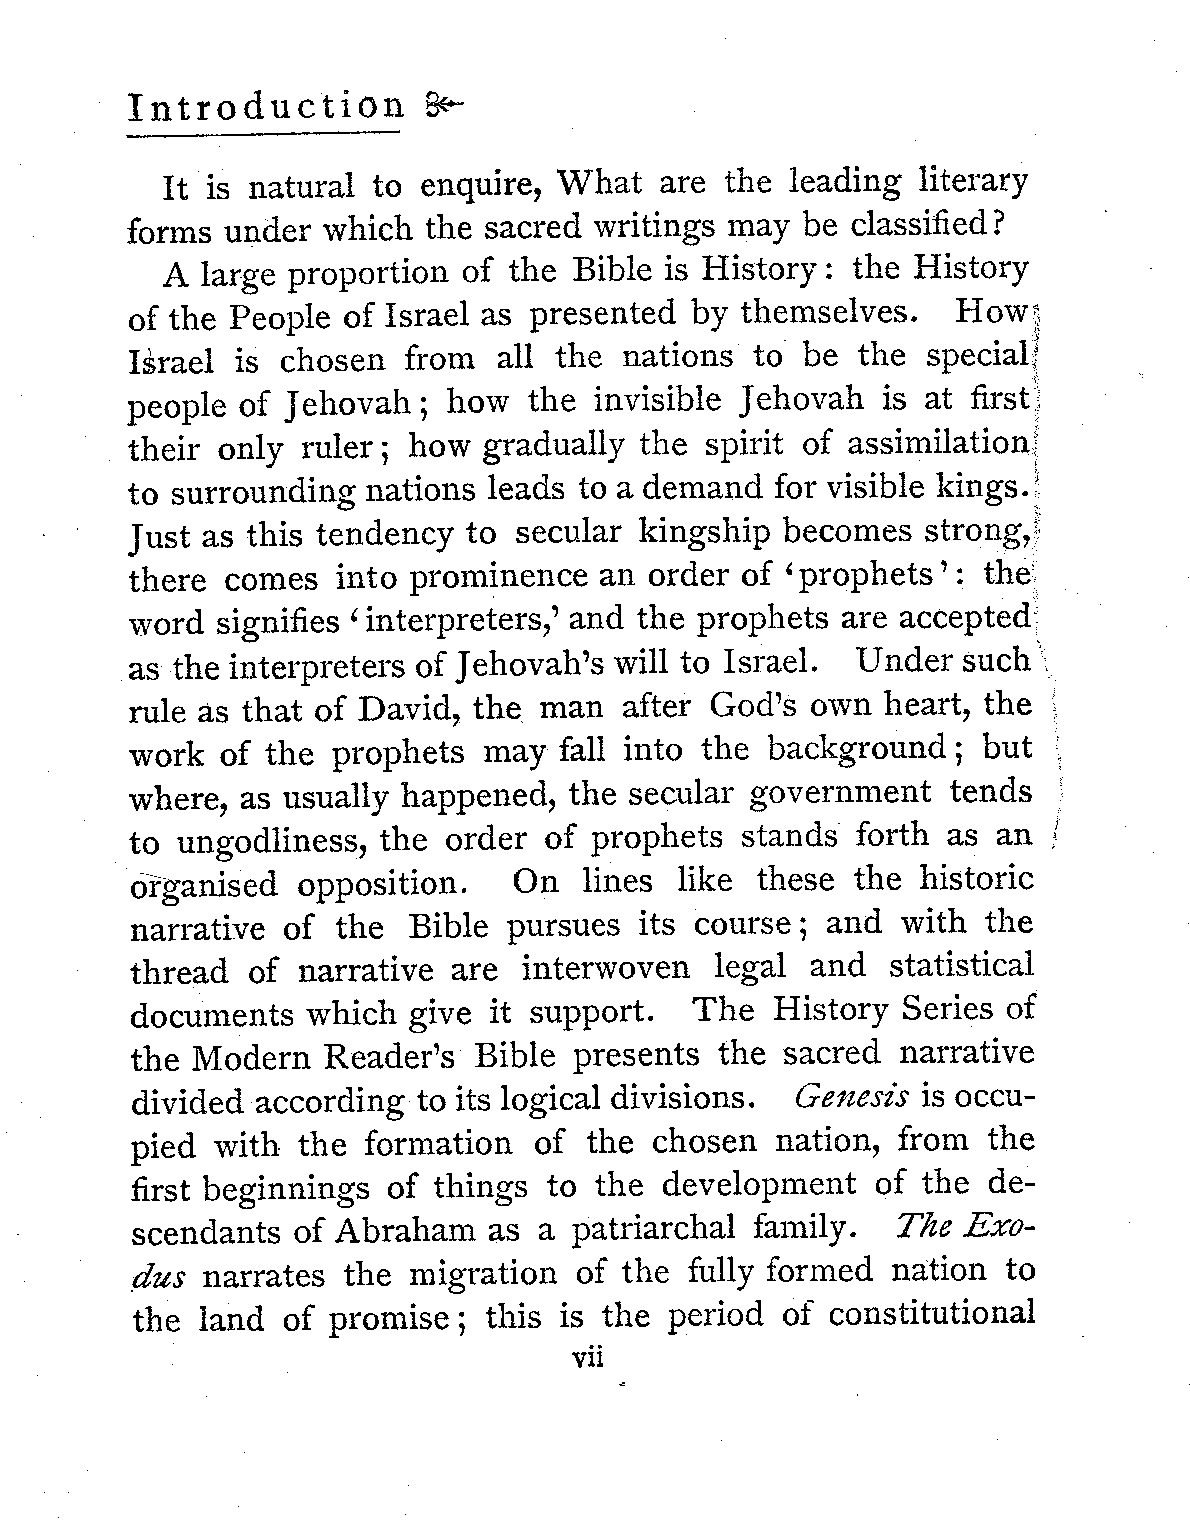 Introduction
It is natural to enquire, What are the leading literary
forms under which the sacred writings may be classified?
A large proportion of the Bible is History: the History
of the People of Israel as presented by themselves. How
Israel is chosen from all the nations to be the special
people of Jehovah; how the invisible Jehovah is at first
their only ruler; how gradually the spirit of assimilation
to surrounding nations leads to a demand for visible kings.
Just as this tendency to secular kingship becomes strong,
there comes into prominence an order of ‘prophets’: the
word signifies ‘interpreters,’ and the prophets are accepted
as the interpreters of Jehovah’s will to Israel. Under such
rule as that of David, the man after God’s own heart, the
work of the prophets may fall into the background; but
where, as usually happened, the secular government tends
to ungodliness, the order of prophets stands forth as an
organised opposition. On lines like these the historic
narrative of the Bible pursues its course; and with the
thread of narrative are interwoven legal and statistical
documents which give it support. The History Series of
the Modern Reader’s Bible presents the sacred narrative
divided according to its logical divisions. Genesis is occu-
pied with the formation of the chosen nation, from the
first beginnings of things to the development of the de-
scendants of Abraham as a patriarchal family. The Exo-
dus narrates the migration of the fully formed nation to
the land of promise; this is the period of constitutional
vii